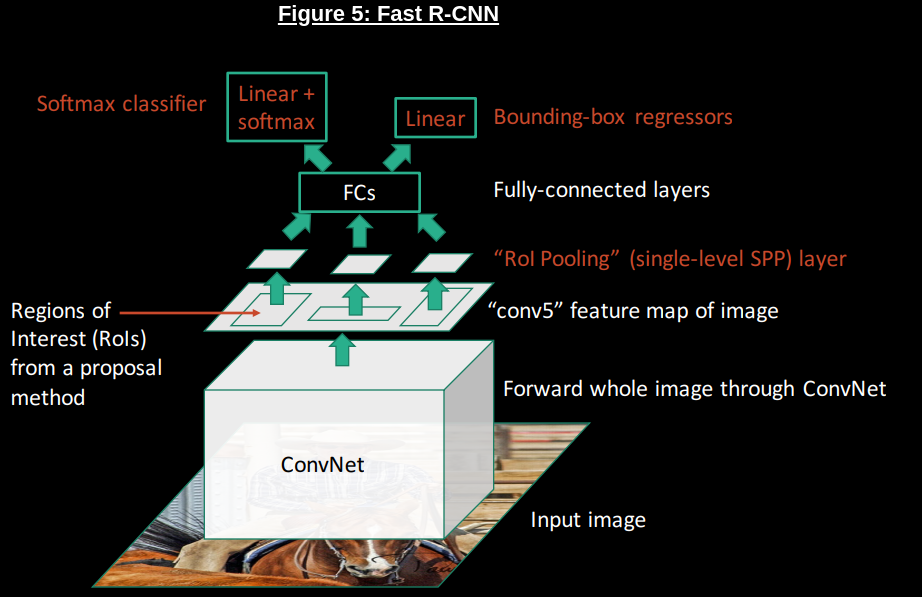 Figure 5: Fast R-CNN
Softmax classifier
Linear +
softmax
Linear
Bounding-box regressors
FCs
Fully-connected layers
“RoI Pooling” (single-level SPP) layer
Regions of
Interest (RoIs)
from a proposal
method
“conv5” feature map of image
Forward whole image through ConvNet
ConvNet
Input image